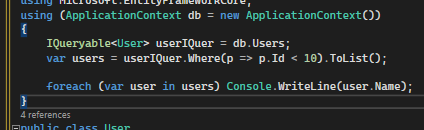 using Microsoft.EntityFrameworkCore;
using (ApplicationContext db = new ApplicationContext())
{
IQueryable<User> userIQuer = db.Users;
var users = userIQuer.Where(p => p.Id < 10).ToList();
foreach (var user in users) Console.WriteLine(user.Name);
}
4 references
public class User